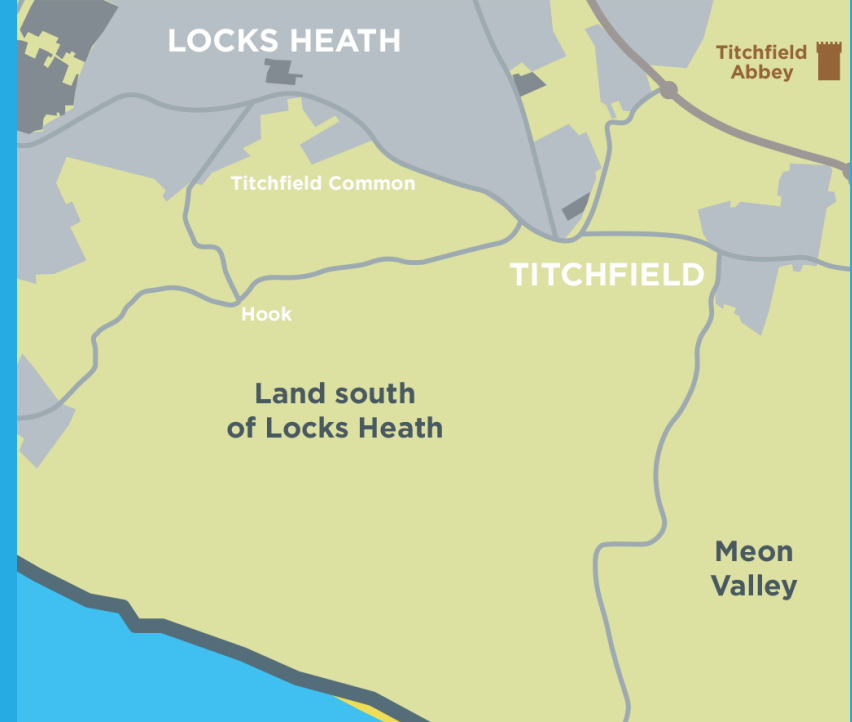 LOCKS HEATH
Titchfield
Abbey
Titchfield Common
TITCHFIELD
Hook
Land south
of Locks Heath
Meon
Valley